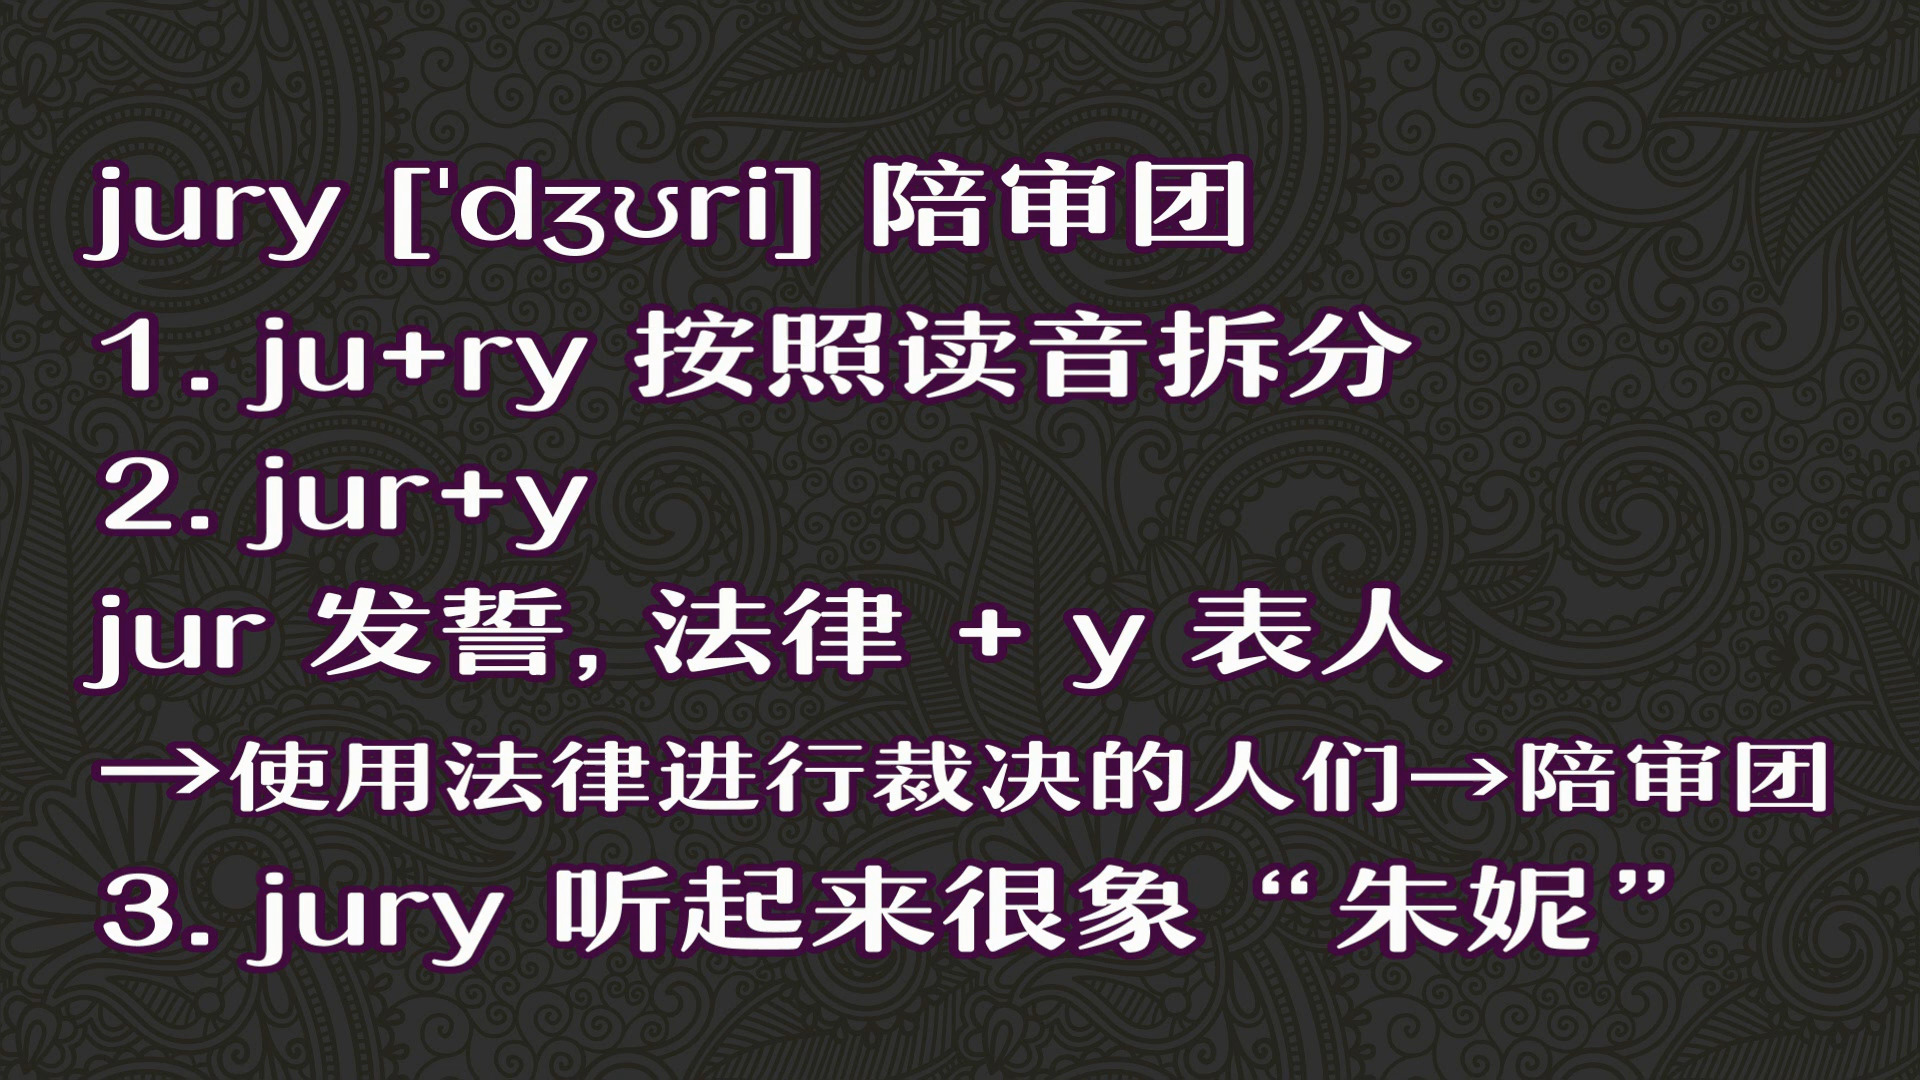 jury ['dʒʊri] 陪审团
1. ju+ry 按照读音拆分
2. jur+y
jur 发誓, 法律 + y 表人
→使用法律进行裁决的人们→陪审团
3. jury 听起来很象 “朱妮”